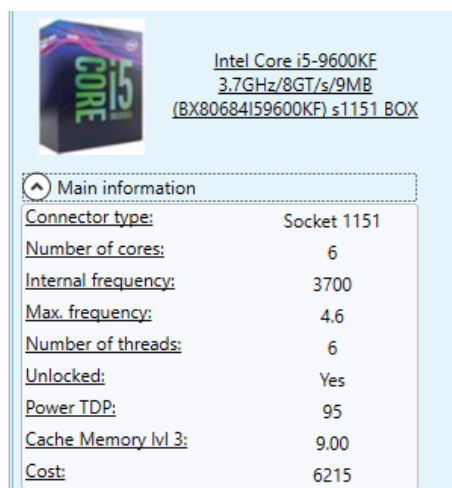 CORE i5
UNLOCKED
Intel Core i5-9600KF
3.7GHz/8GT/s/9MB
(BX80684I59600KF) s1151 BOX
Main information
Connector type: Socket 1151
Number of cores: 6
Internal frequency: 3700
Max. frequency: 4.6
Number of threads: 6
Unlocked: Yes
Power TDP: 95
Cache Memory lvl 3: 9.00
Cost: 6215